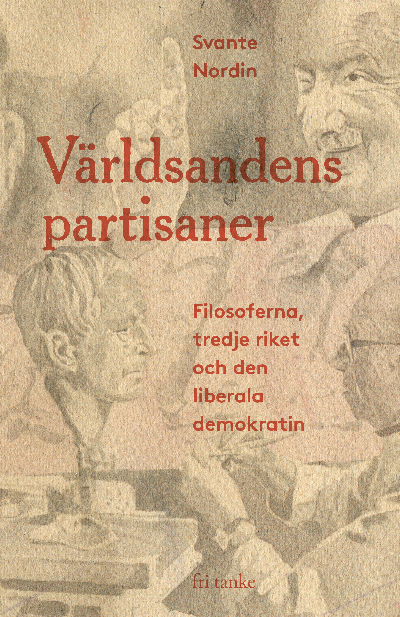 Svante
Nordin
Världsandens
partisaner
Filosoferna,
tredje riket
och den
liberala
demokratin
fri tanke